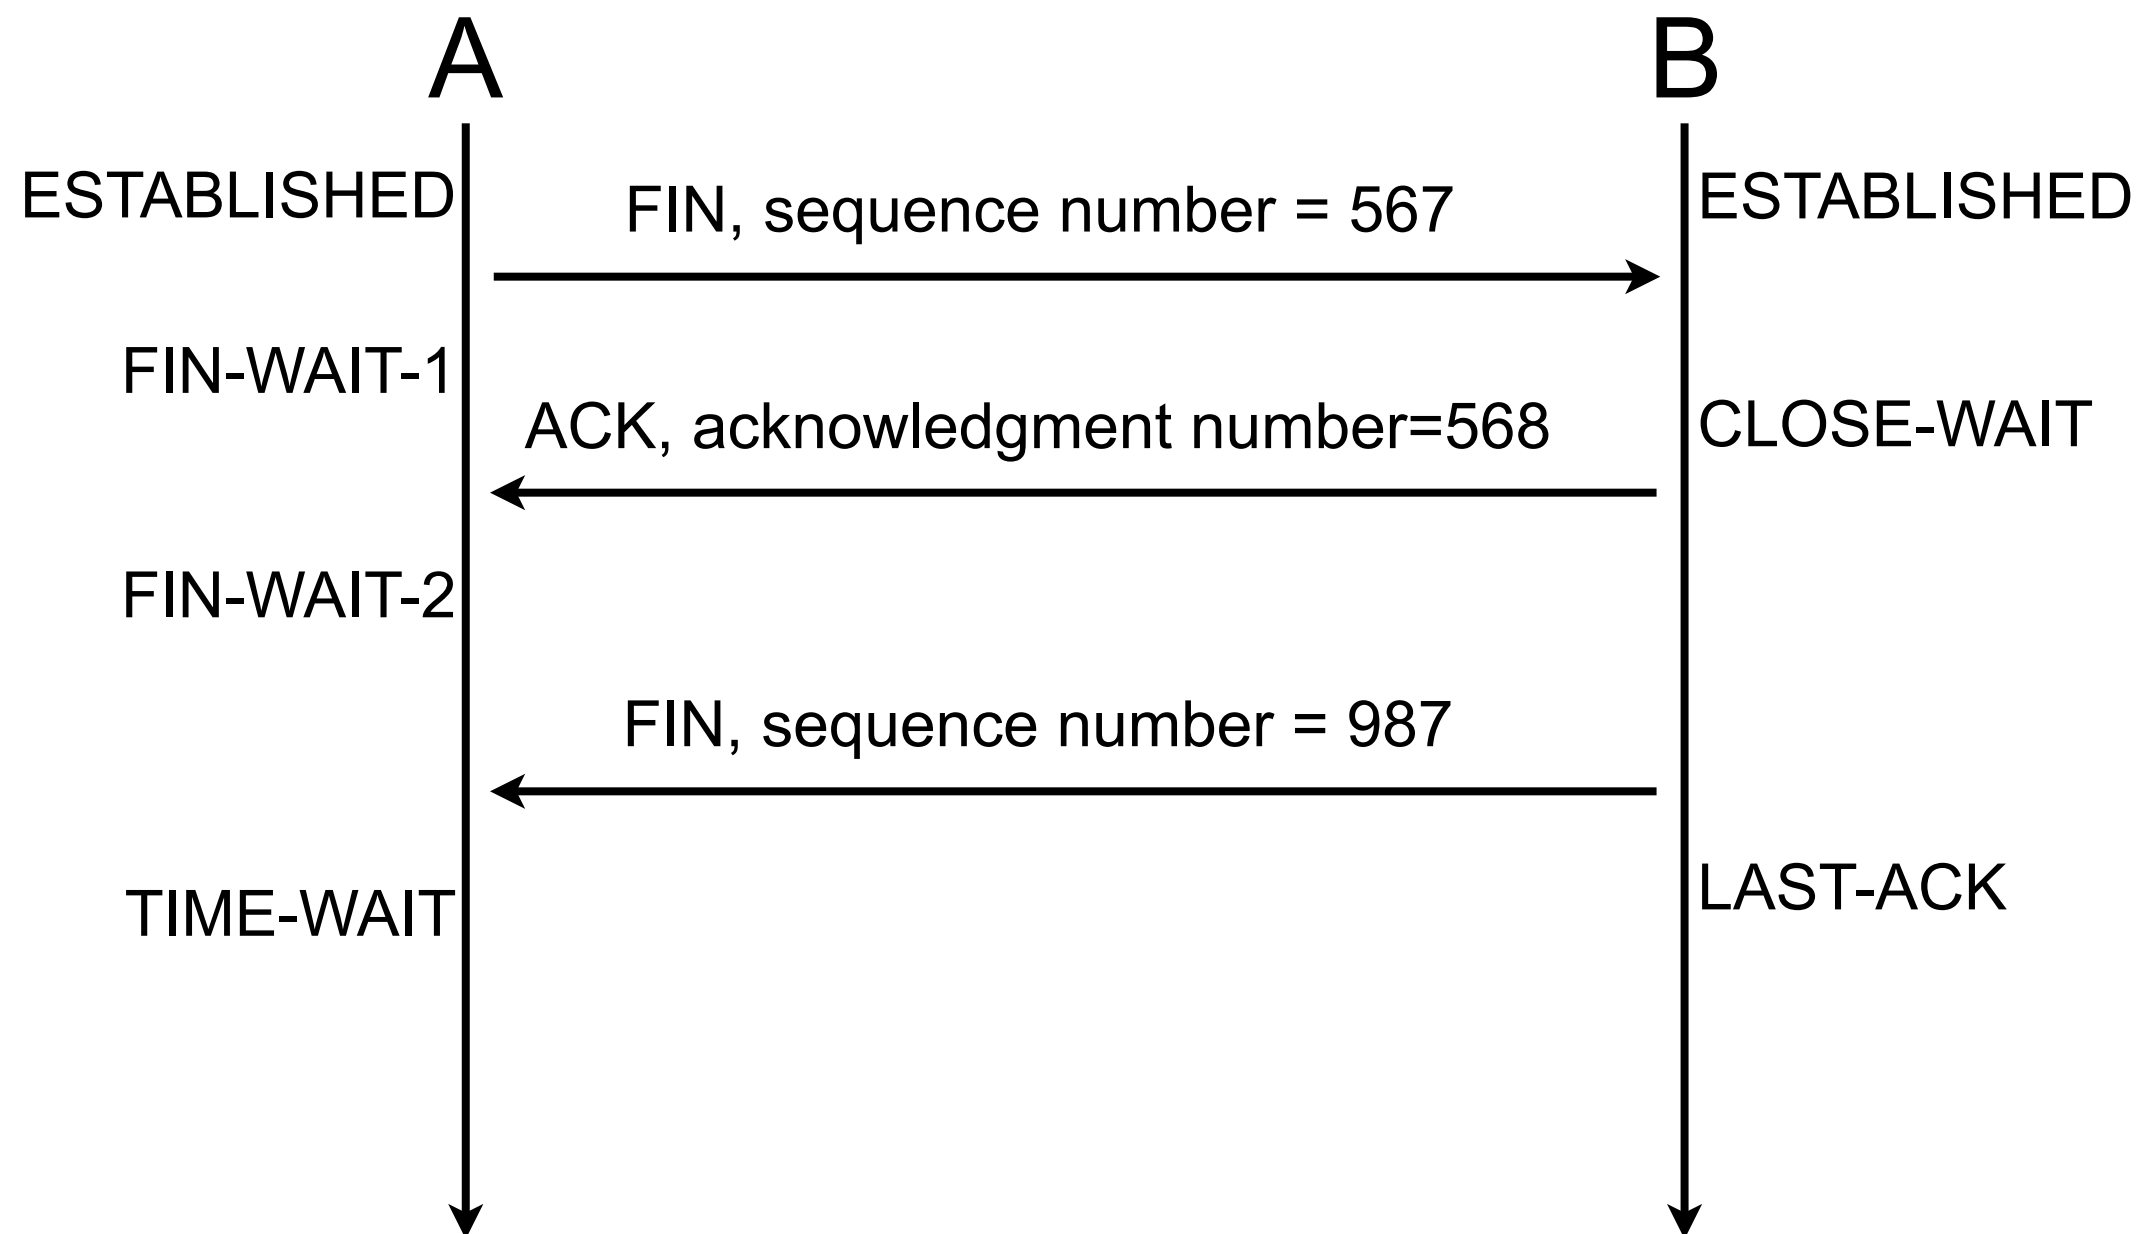 A
B
ESTABLISHED
FIN, sequence number = 567
ESTABLISHED
FIN-WAIT-1
ACK, acknowledgment number=568
CLOSE-WAIT
FIN-WAIT-2
FIN, sequence number = 987
TIME-WAIT
LAST-ACK